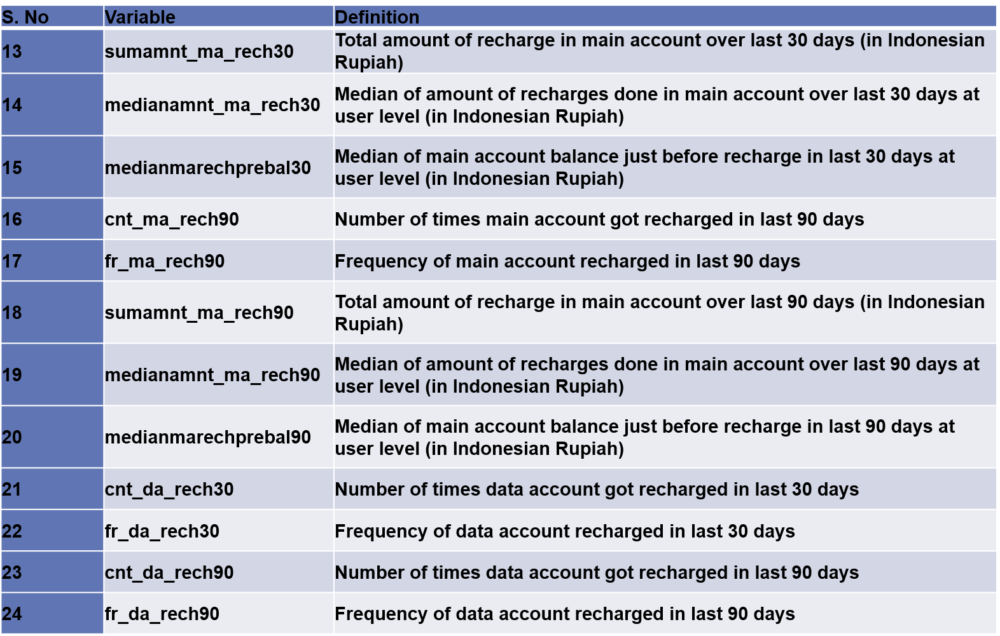 S. No Variable Definition
13 sumamnt_ma_rech30 Total amount of recharge in main account over last 30 days (in Indonesian
Rupiah)
14 medianamnt_ma_rech30 Median of amount of recharges done in main account over last 30 days at
user level (in Indonesian Rupiah)
15 medianmarechprebal30 Median of main account balance just before recharge in last 30 days at
user level (in Indonesian Rupiah)
16 cnt_ma_rech90 Number of times main account got recharged in last 90 days
17 fr_ma_rech90 Frequency of main account recharged in last 90 days
18 sumamnt_ma_rech90 Total amount of recharge in main account over last 90 days (in Indonesian
Rupiah)
19 medianamnt_ma_rech90 Median of amount of recharges done in main account over last 90 days at
user level (in Indonesian Rupiah)
20 medianmarechprebal90 Median of main account balance just before recharge in last 90 days at
user level (in Indonesian Rupiah)
21 cnt_da_rech30 Number of times data account got recharged in last 30 days
22 fr_da_rech30 Frequency of data account recharged in last 30 days
23 cnt_da_rech90 Number of times data account got recharged in last 90 days
24 fr_da_rech90 Frequency of data account recharged in last 90 days